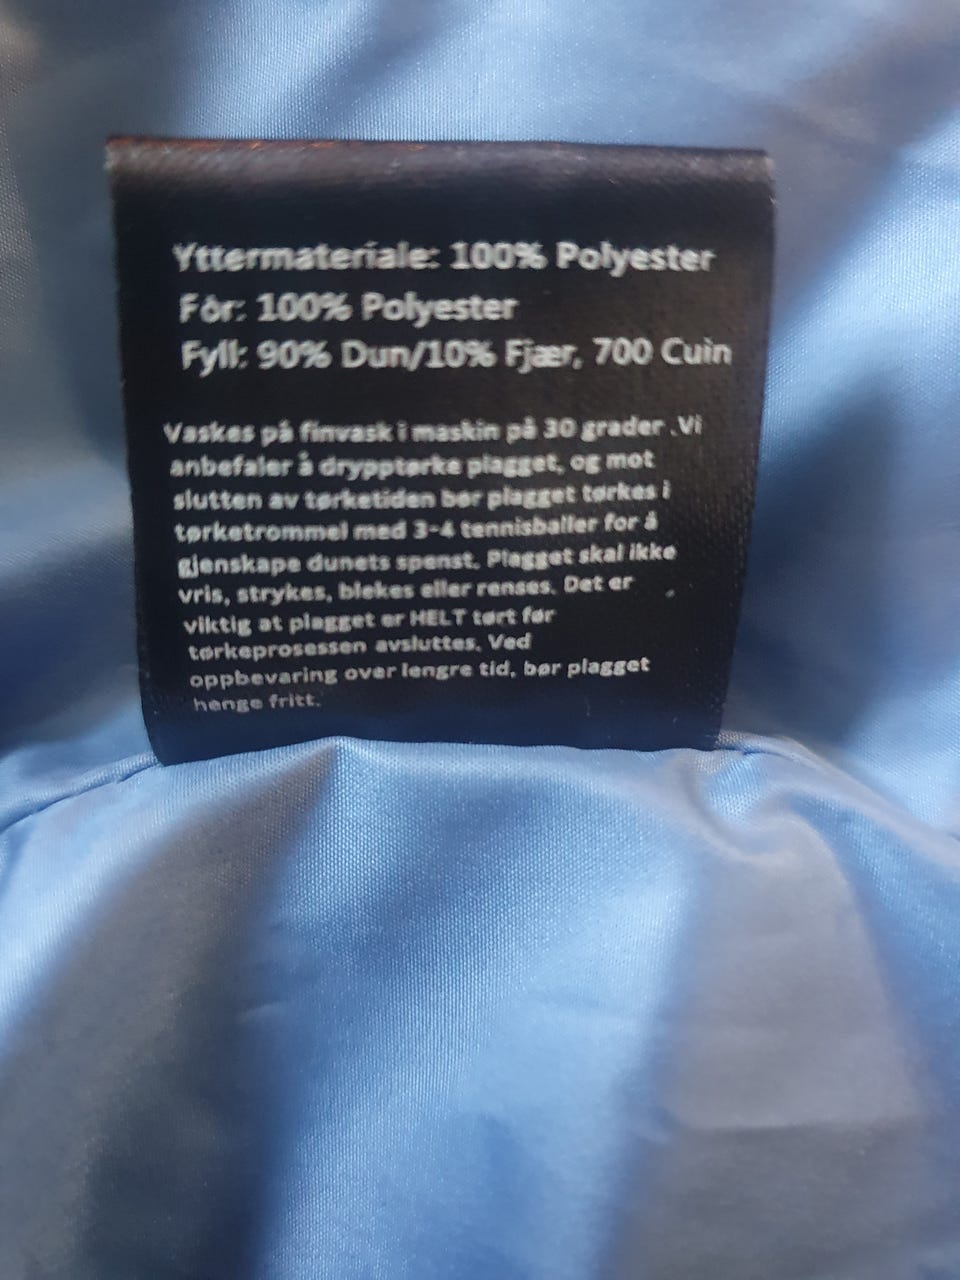 Yttermateriale: 100% Polyester
Fôr: 100% Polyester
Fyll: 90% Dun/10% Fjær, 700 Cuin
Vaskes på finvask i maskin på 30 grader .Vi
anbefaler å drypptørke plagget, og mot
slutten av tørketiden bør plagget tørkes i
tørketrommel med 3-4 tennisballer for å
gjenskape dunets spenst. Plagget skal ikke
vris, strykes, blekes eller renses. Det er
viktig at plagget er HELT tørt før
tørkeprosessen avsluttes. Ved
oppbevaring over lengre tid, bør plagget
henge fritt.